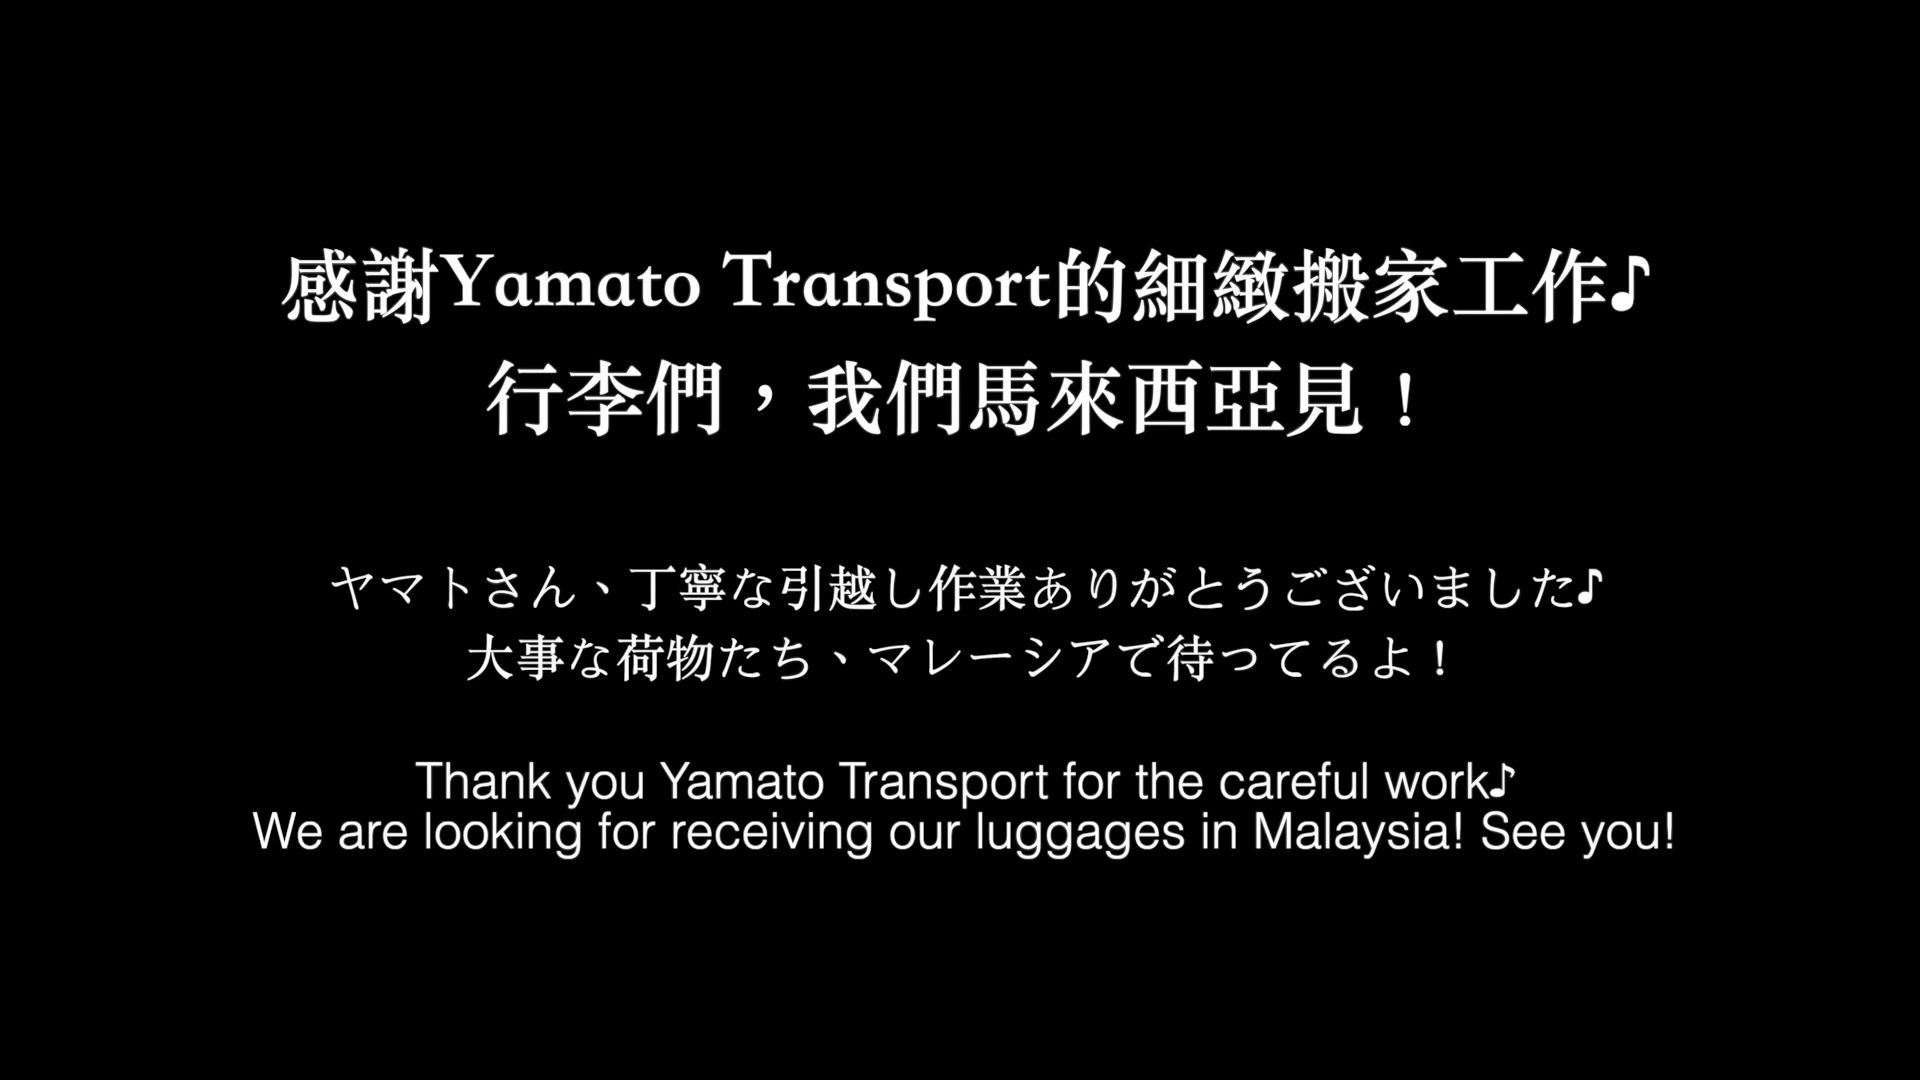 感謝Yamato Transport的細緻搬家工作♪
行李們，我們馬來西亞見！
ヤマトさん、丁寧な引越し作業ありがとうございました♪
大事な荷物たち、マレーシアで待ってるよ！
Thank you Yamato Transport for the careful work♪
We are looking for receiving our luggages in Malaysia! See you!